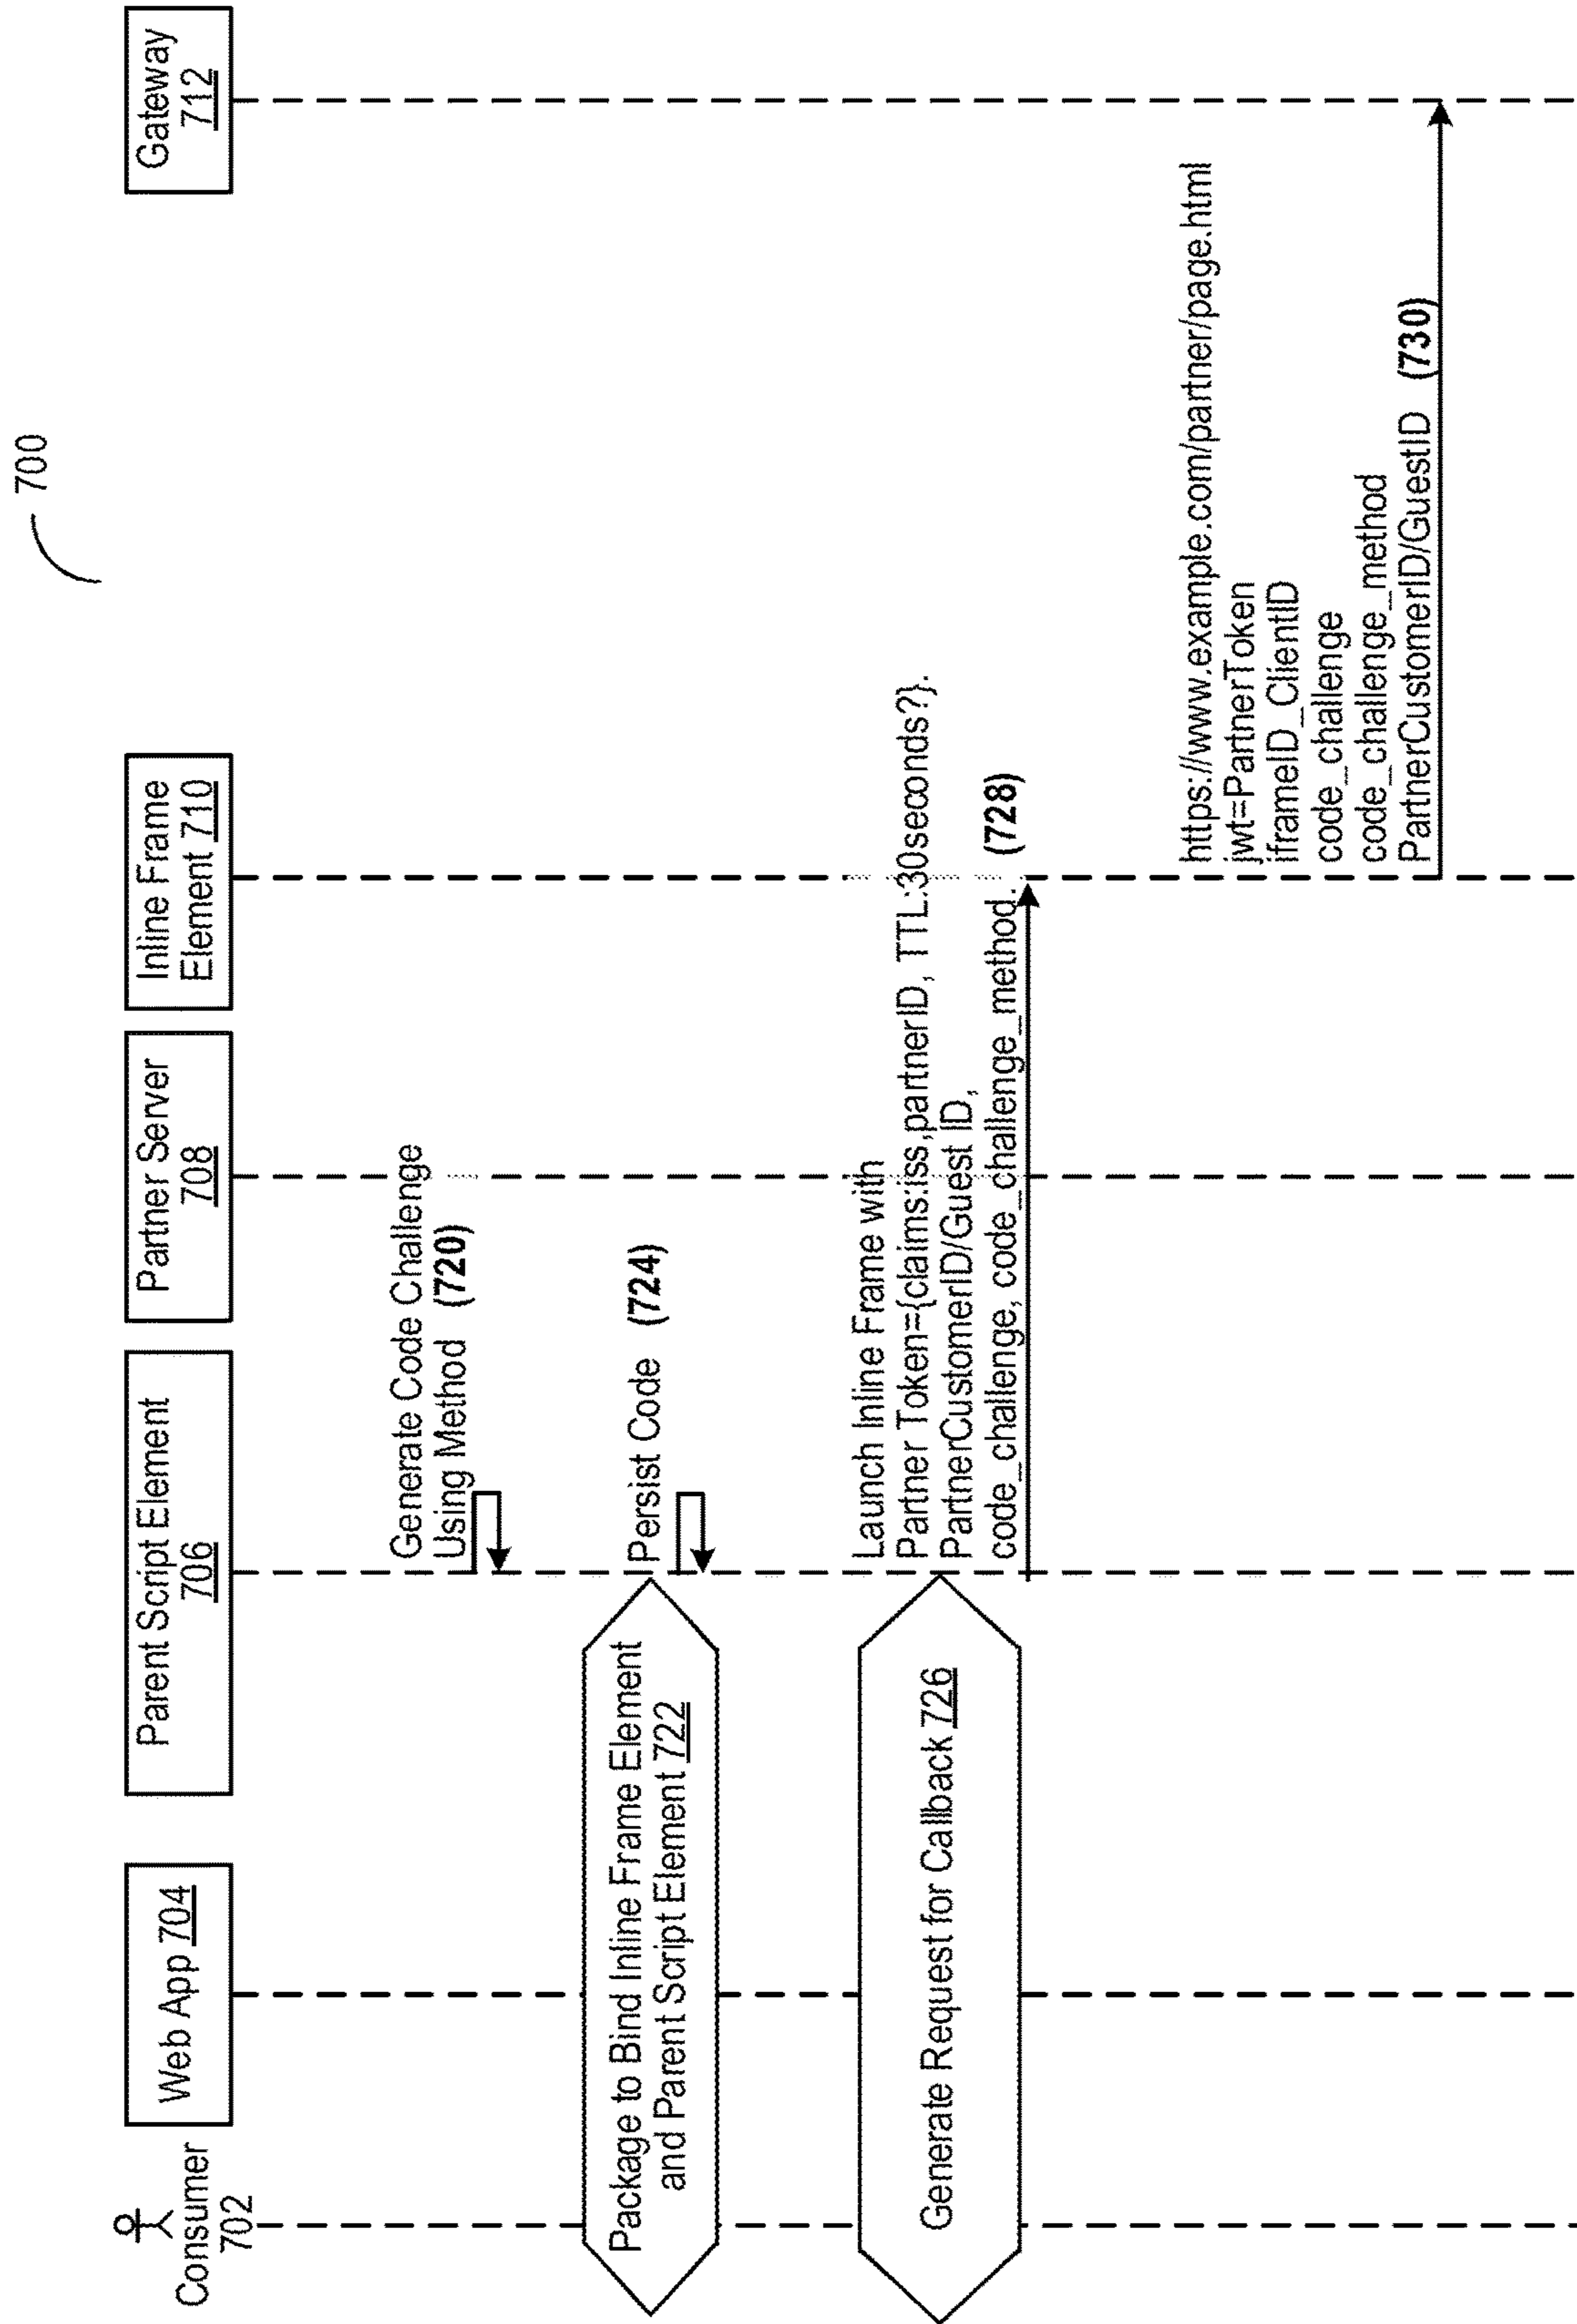 700
Consumer
702
Web App 704
Parent Script Element
706
Partner Server
708
Inline Frame
Element 710
Gateway
712
Generate Code Challenge
Using Method (720)
Package to Bind Inline Frame Element
and Parent Script Element 722
Persist Code (724)
Generate Request for Callback 726
Launch Inline Frame with
Partner Token={claims:iss,partnerID, TTL:30seconds?}.
PartnerCustomerID/Guest ID,
code_challenge, code_challenge_method. (728)
https://www.example.com/partner/page.html
jwt=PartnerToken
iframeID_ClientID
code_challenge
code_challenge_method
PartnerCustomerID/GuestID (730)